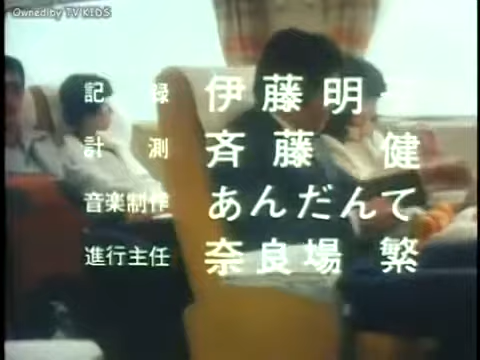 Owned by TV KIDS
記 録 伊藤明子
計 測 斉藤 健
音楽制作 あんだんて
進行主任 奈良場 繁